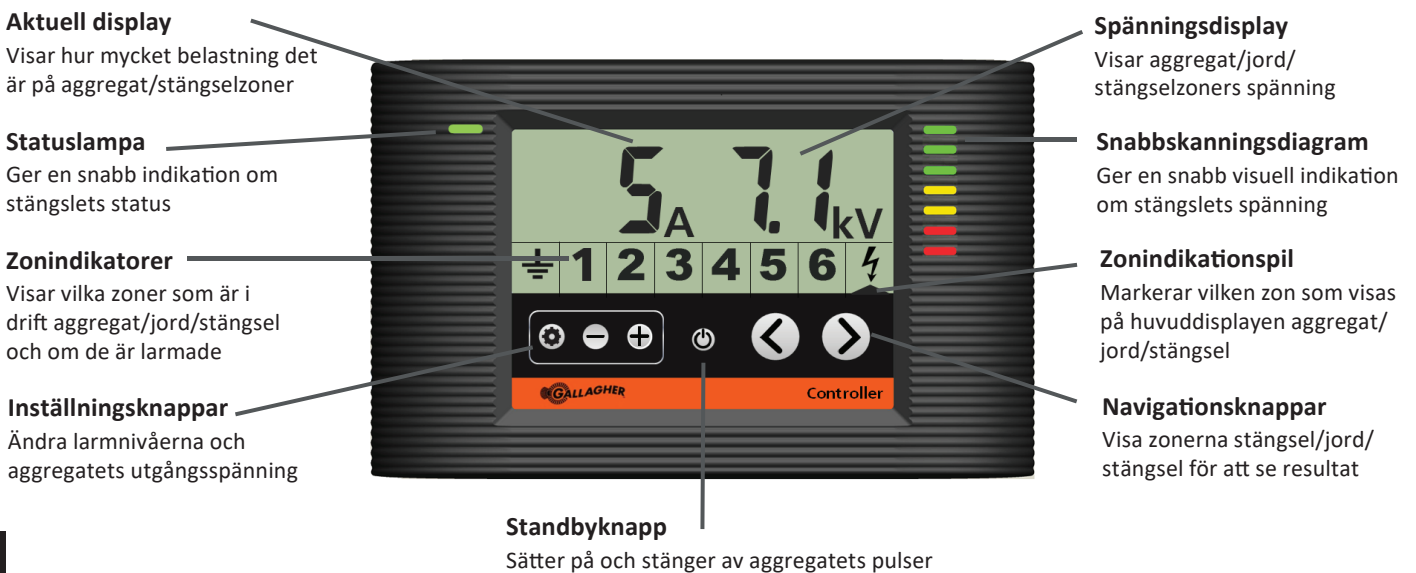 Aktuell display
Visar hur mycket belastning det
är på aggregat/stängselzoner
Statuslampa
Ger en snabb indikation om
stängslets status
Zonindikatorer
Visar vilka zoner som är i
drift aggregat/jord/stängsel
och om de är larmade
Inställningsknappar
Ändra larmnivåerna och
aggregatets utgångsspänning
5A 7.1kV
1 2 3 4 5 6
GALLAGHER Controller
Spänningsdisplay
Visar aggregat/jord/
stängselzoners spänning
Snabbskanningsdiagram
Ger en snabb visuell indikation
om stängslets spänning
Zonindikationspil
Markerar vilken zon som visas
på huvuddisplayen aggregat/
jord/stängsel
Navigationsknappar
Visa zonerna stängsel/jord/
stängsel för att se resultat
Standbyknapp
Sätter på och stänger av aggregatets pulser